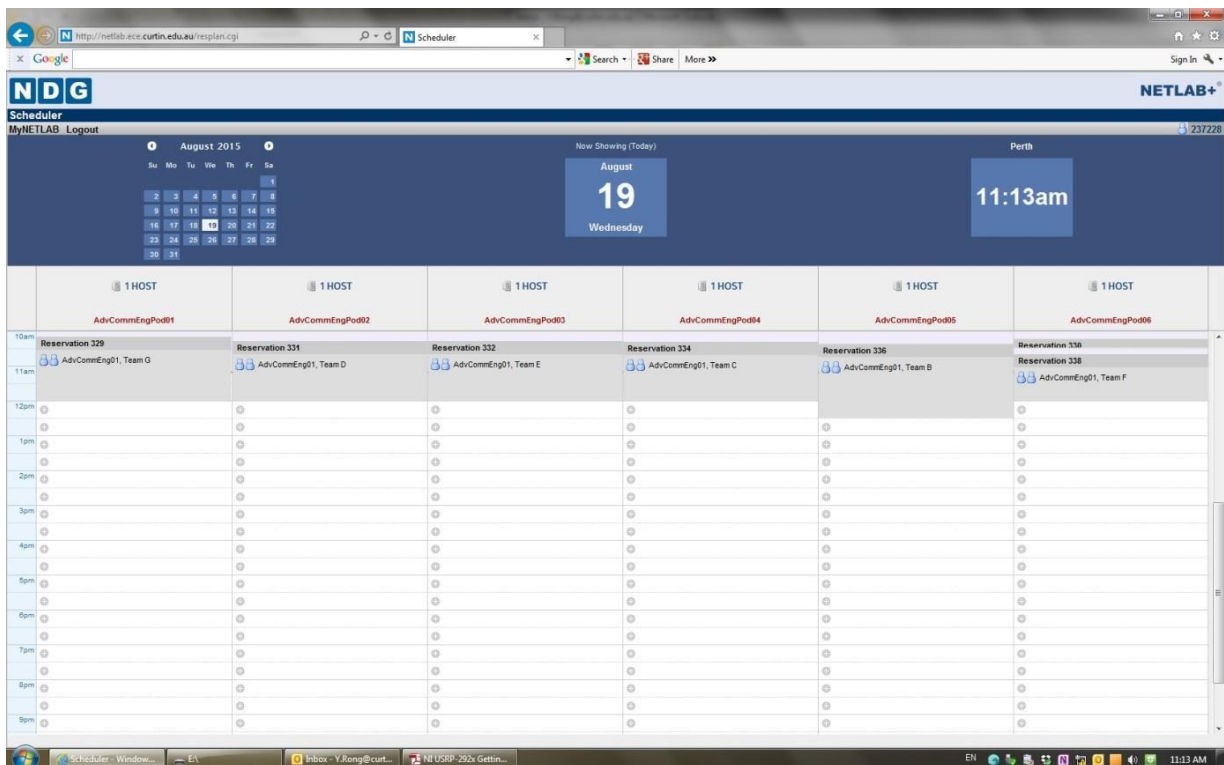 http://netlab.ece.curtin.edu.au/resplan.cgi Scheduler
x Google Search Share More >> Sign In
NDG NETLAB+
Scheduler
MyNETLAB Logout 237228
August 2015 Now Showing (Today) Perth
Su Mo Tu We Th Fr Sa
1
2 3 4 5 6 7 8
9 10 11 12 13 14 15
16 17 18 19 20 21 22
23 24 25 26 27 28 29
30 31
August
19
Wednesday
11:13am
1 HOST 1 HOST 1 HOST 1 HOST 1 HOST 1 HOST
AdvCommEngPod01 AdvCommEngPod02 AdvCommEngPod03 AdvCommEngPod04 AdvCommEngPod05 AdvCommEngPod06
10am
Reservation 329 Reservation 331 Reservation 332 Reservation 334 Reservation 336 Reservation 330
Reservation 338
AdvCommEng01, Team G AdvCommEng01, Team D AdvCommEng01, Team E AdvCommEng01, Team C AdvCommEng01, Team B AdvCommEng01, Team F
11am
12pm
1pm
2pm
3pm
4pm
5pm
6pm
7pm
8pm
9pm
Scheduler - Window... E:\ Inbox - Y.Rong@curt... NI USRP-292x Gettin... EN 11:13 AM